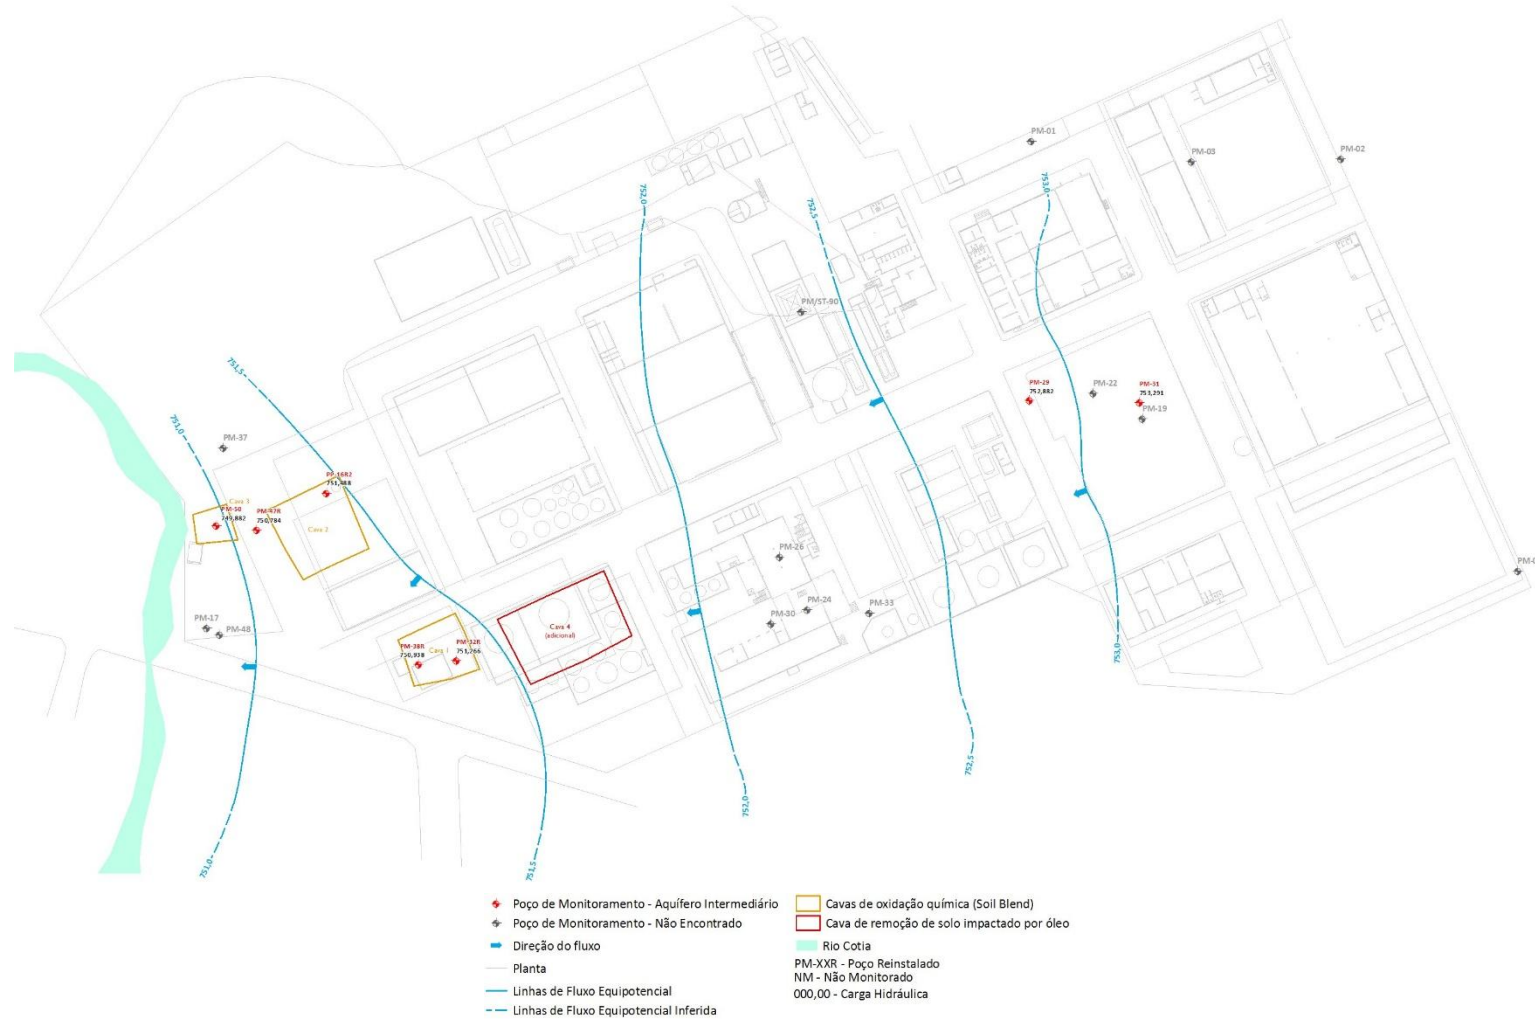 PM-01
PM-03
PM-02
753,0
752,0
752,5
PM/ST-90
751,5
PM-29
752,882
PM-22
PM-31
753,291
PM-19
751,0
PM-37
PP-16R2
751,488
Cava 3
PM-50
749,882
PM-47R
750,784
Cava 2
PM-26
PM-24
PM-30
PM-33
PM-17
PM-48
Cava 4
(adicional)
PM-38R
750,938
Cava 1
PM-32R
751,266
753,0
752,5
752,0
751,0
751,5
Poço de Monitoramento - Aquífero Intermediário
Poço de Monitoramento - Não Encontrado
Direção do fluxo
Planta
Linhas de Fluxo Equipotencial
Linhas de Fluxo Equipotencial Inferida
Cavas de oxidação química (Soil Blend)
Cava de remoção de solo impactado por óleo
Rio Cotia
PM-XXR - Poço Reinstalado
NM - Não Monitorado
000,00 - Carga Hidráulica